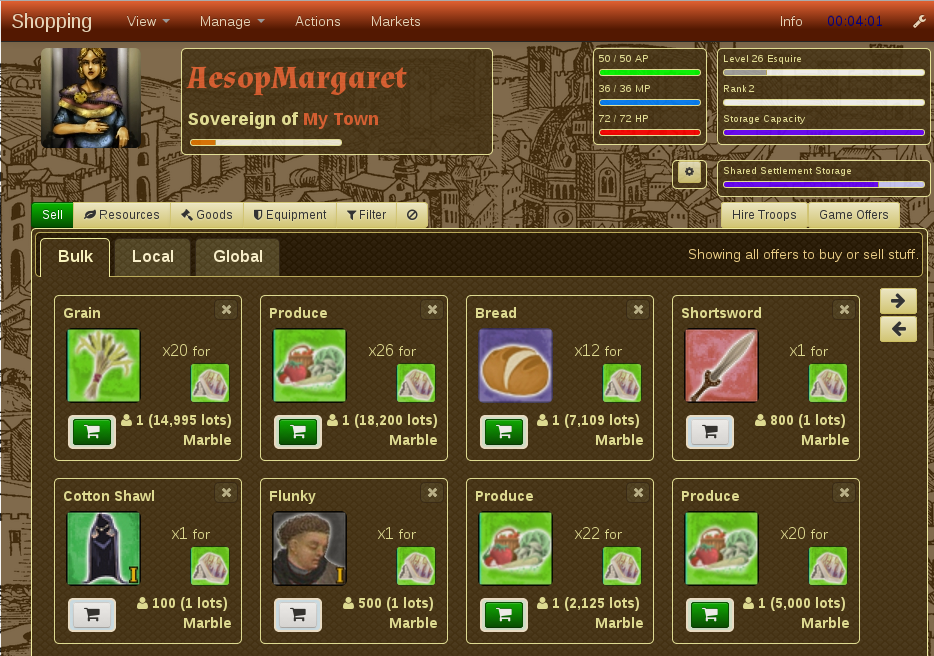 Shopping View Manage Actions Markets Info 00:04:01
AesopMargaret
Sovereign of My Town
50 / 50 AP
36 / 36 MP
72 / 72 HP
Level 26 Esquire
Rank 2
Storage Capacity
Shared Settlement Storage
Sell Resources Goods Equipment Filter
Hire Troops Game Offers
Bulk Local Global
Showing all offers to buy or sell stuff.
Grain
x20 for
1 (14,995 lots)
Marble
Produce
x26 for
1 (18,200 lots)
Marble
Bread
x12 for
1 (7,109 lots)
Marble
Shortsword
x1 for
800 (1 lots)
Marble
Cotton Shawl
x1 for
I
100 (1 lots)
Marble
Flunky
x1 for
I
500 (1 lots)
Marble
Produce
x22 for
1 (2,125 lots)
Marble
Produce
x20 for
1 (5,000 lots)
Marble